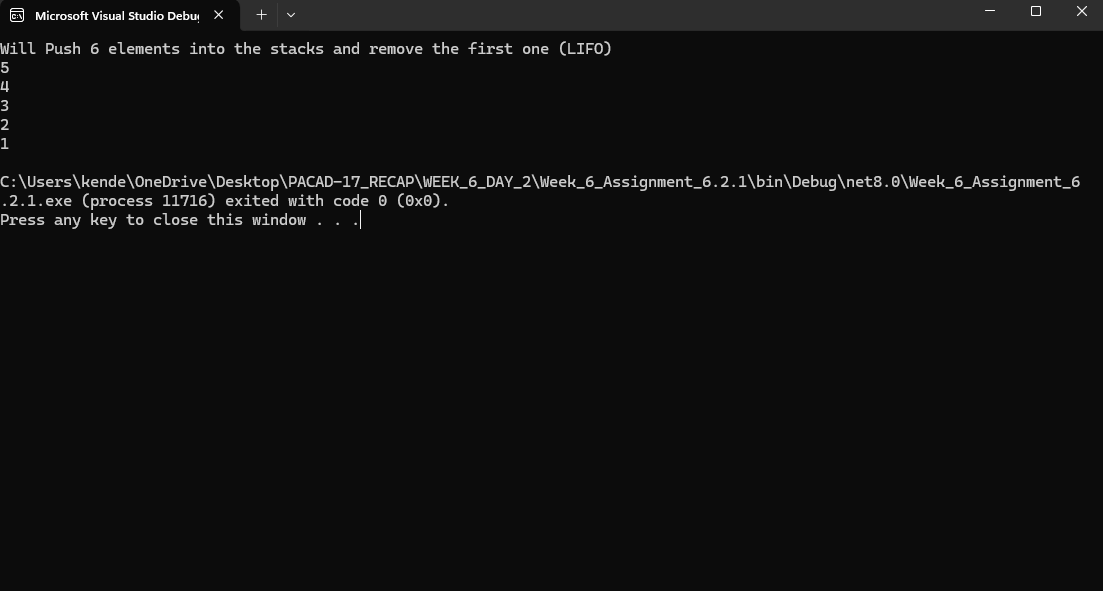 Microsoft Visual Studio Debu
Will Push 6 elements into the stacks and remove the first one (LIFO)
5
4
3
2
1
C:\Users\kende\OneDrive\Desktop\PACAD-17_RECAP\WEEK_6_DAY_2\Week_6_Assignment_6.2.1\bin\Debug\net8.0\Week_6_Assignment_6
.2.1.exe (process 11716) exited with code 0 (0x0).
Press any key to close this window . . .